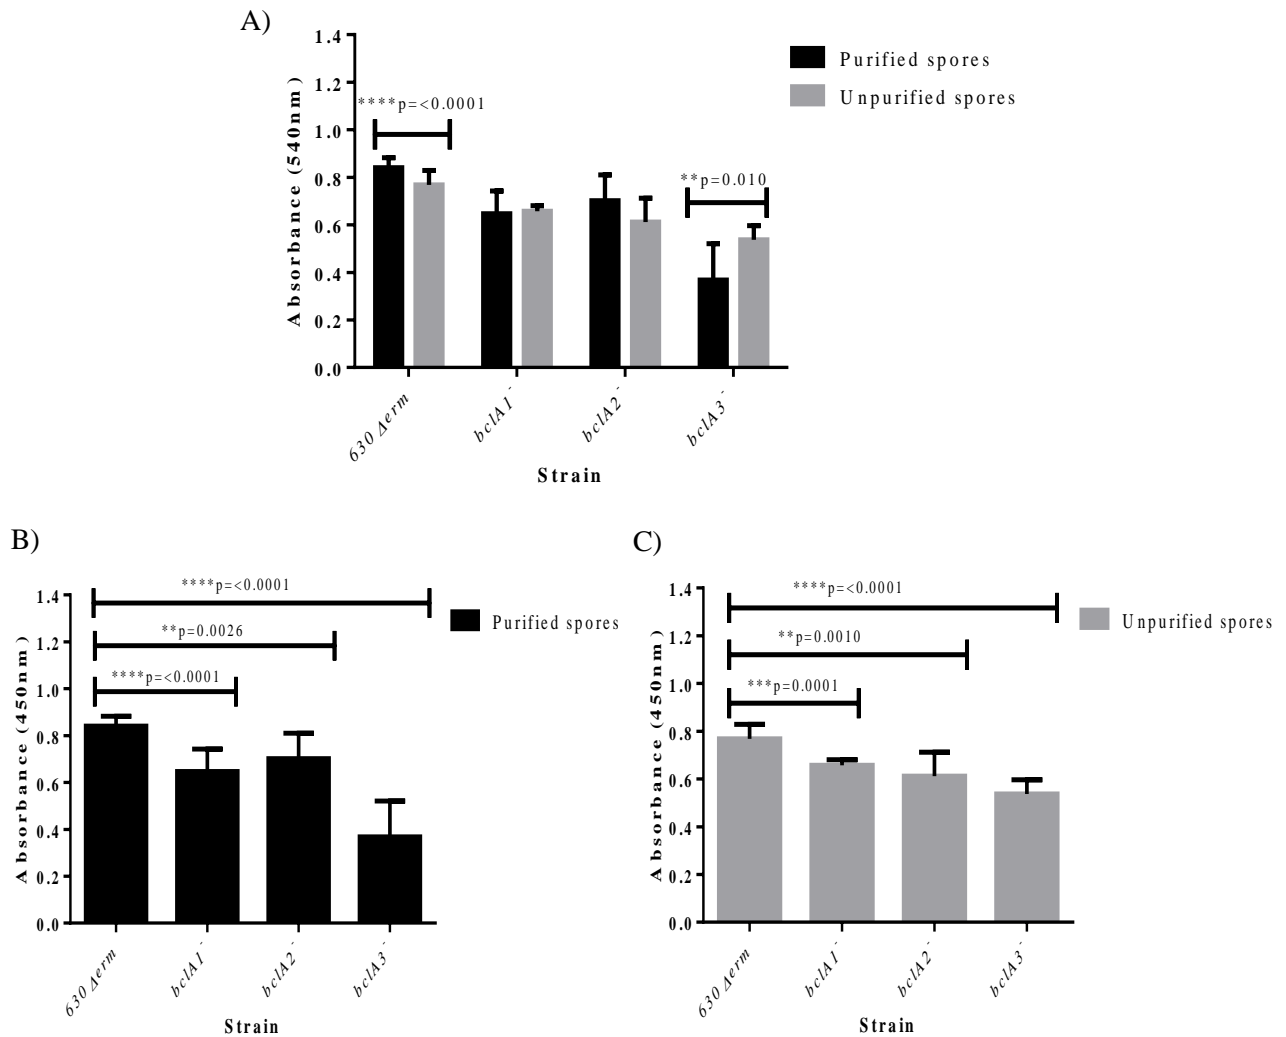 A)
Absorbance (540nm)
1.4
1.2
1.0
0.8
0.6
0.4
0.2
0.0
****p=<0.0001
**p=0.010
Purified spores
Unpurified spores
630 Δerm
bclA1-
bclA2-
bclA3-
Strain
B)
Absorbance (450nm)
1.4
1.2
1.0
0.8
0.6
0.4
0.2
0.0
****p=<0.0001
**p=0.0026
****p=<0.0001
Purified spores
630 Δerm
bclA1-
bclA2-
bclA3-
Strain
C)
Absorbance (450nm)
1.4
1.2
1.0
0.8
0.6
0.4
0.2
0.0
****p=<0.0001
**p=0.0010
***p=0.0001
Unpurified spores
630 Δerm
bclA1-
bclA2-
bclA3-
Strain